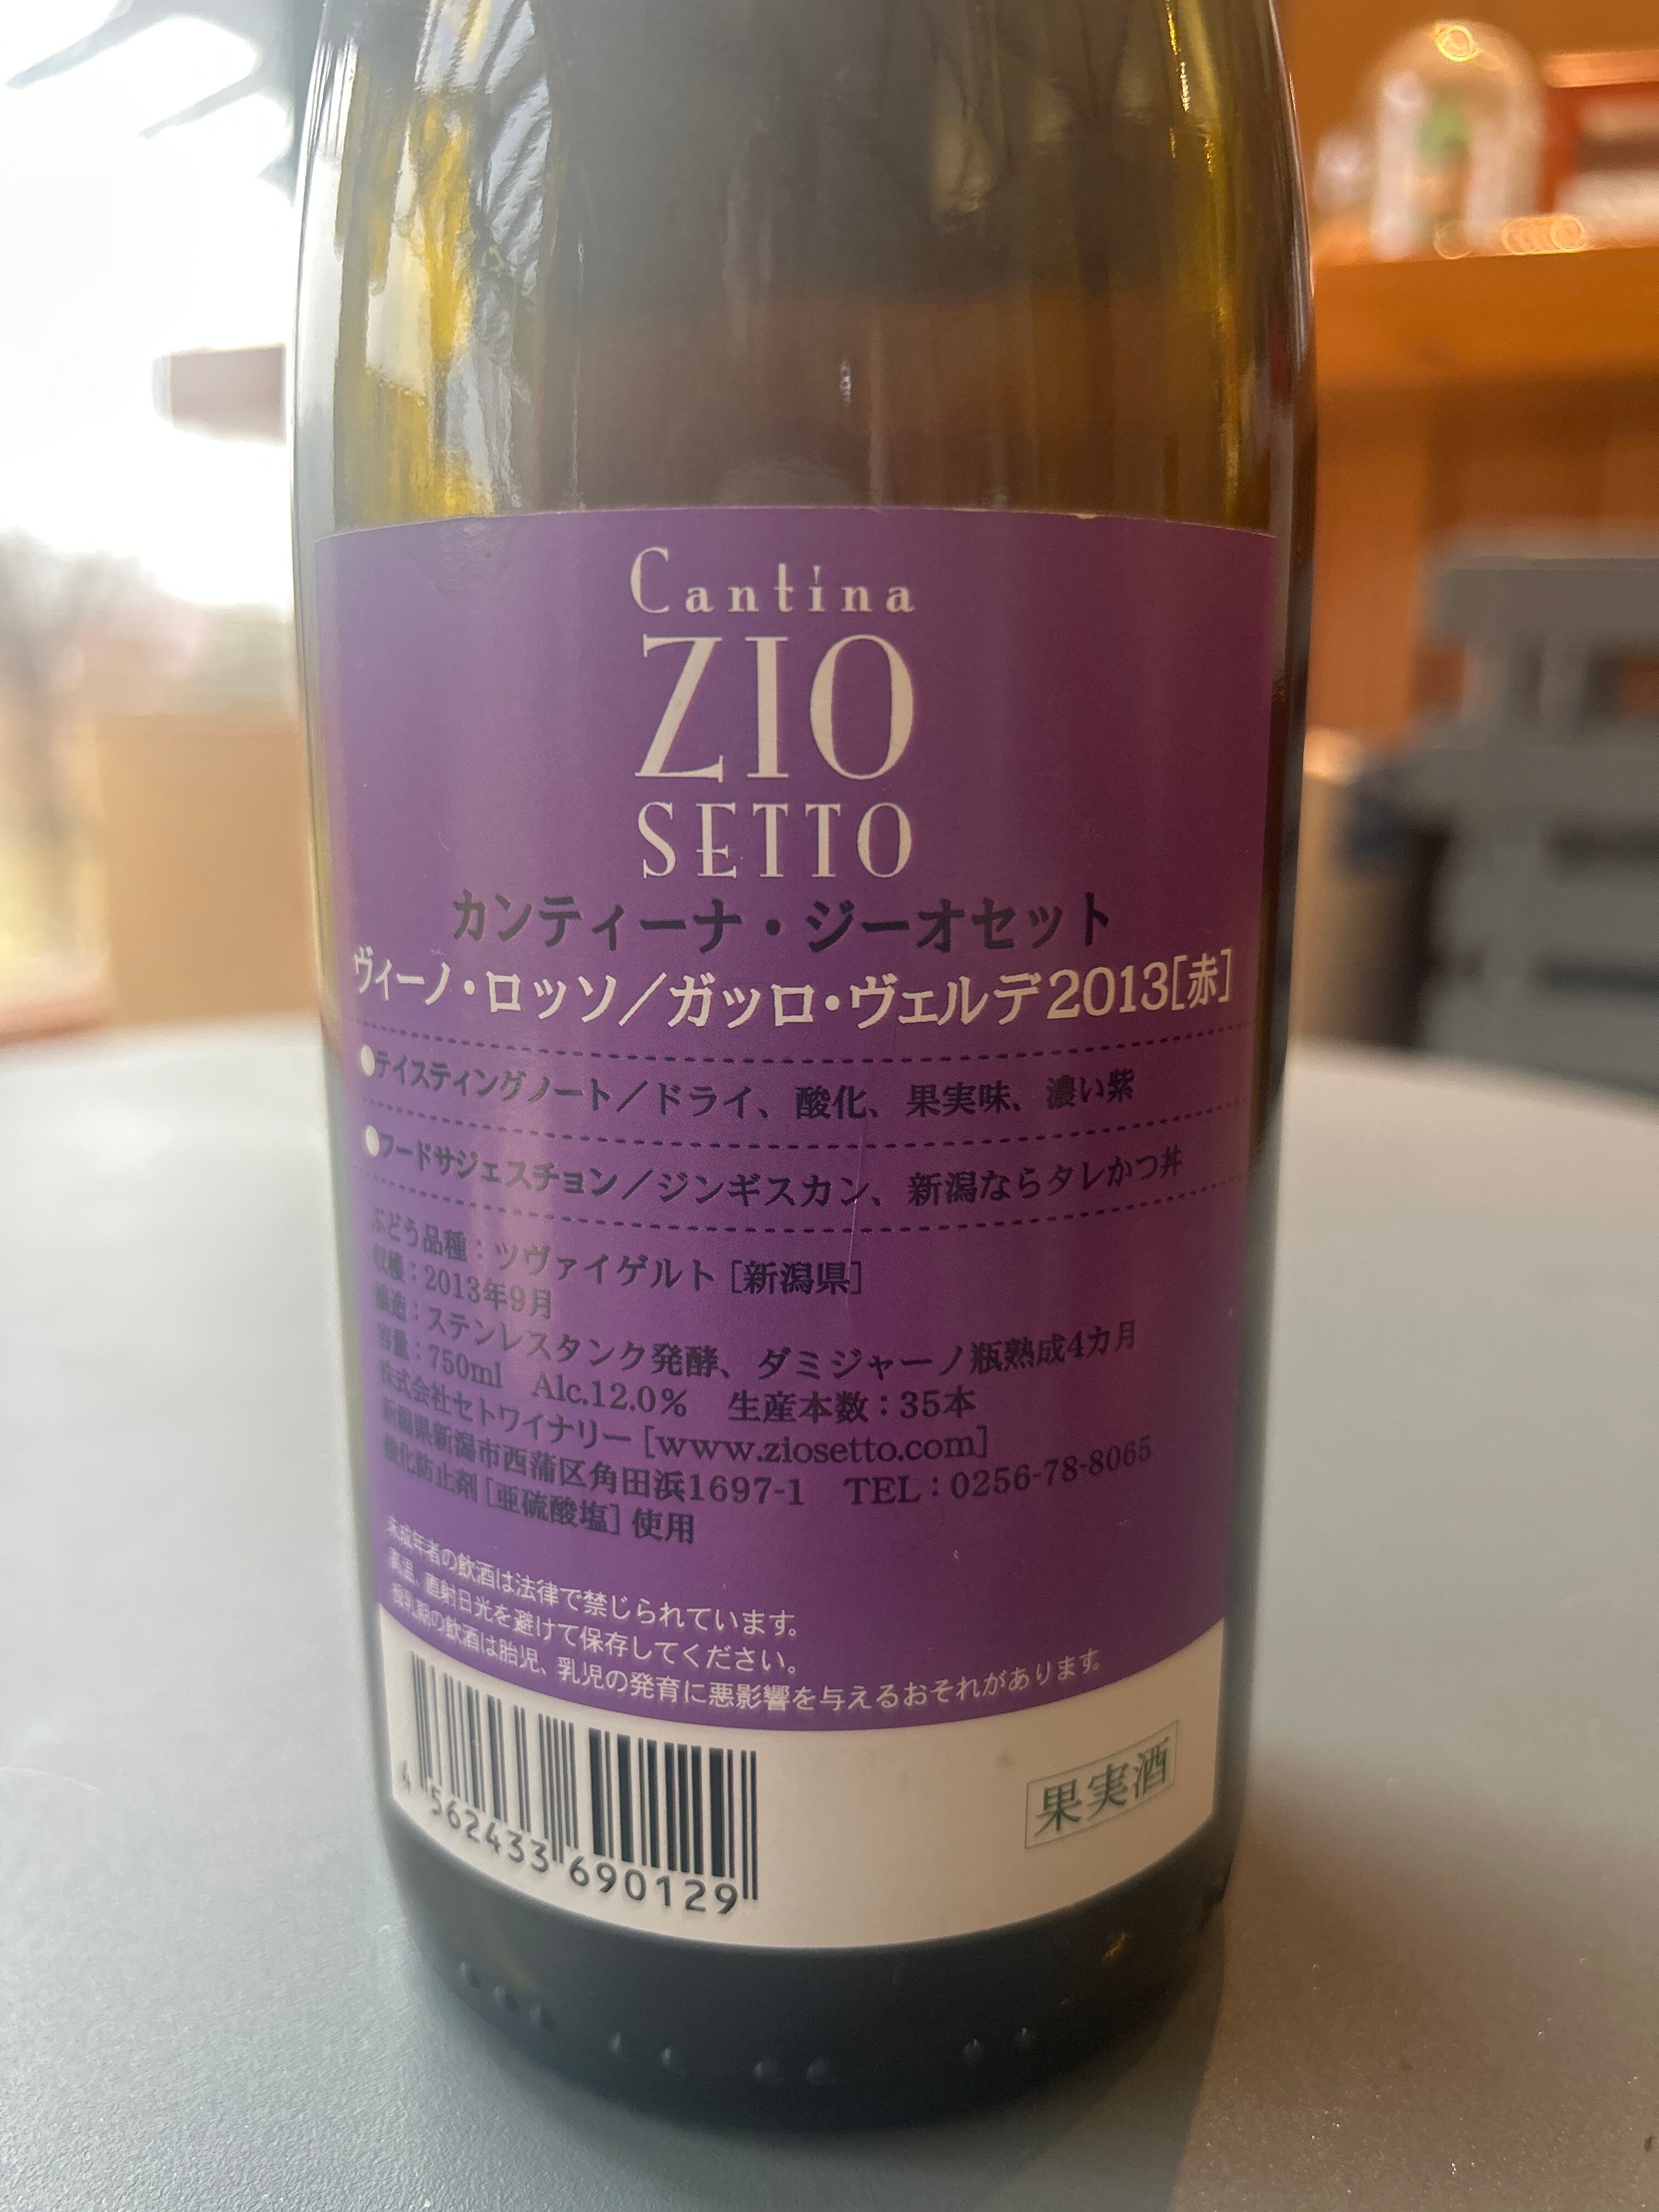 Cantina
ZIO
SETTO
カンティーナ・ジーオセット
ヴィーノ・ロッソ／ガッロ・ヴェルデ2013[赤]
●テイスティングノート／ドライ、酸化、果実味、濃い紫
●フードサジェスチョン／ジンギスカン、新潟ならタレかつ丼
ぶどう品種：ツヴァイゲルト [新潟県]
収穫：2013年9月
醸造：ステンレスタンク発酵、ダミジャーノ瓶熟成4カ月
容量：750ml Alc.12.0% 生産本数：35本
株式会社セトワイナリー [www.ziosetto.com]
新潟県新潟市西蒲区角田浜1697-1 TEL：0256-78-8065
酸化防止剤 [亜硫酸塩] 使用
未成年者の飲酒は法律で禁じられています。
高温、直射日光を避けて保存してください。
授乳期の飲酒は胎児、乳児の発育に悪影響を与えるおそれがあります。
4 562433 690129
果実酒